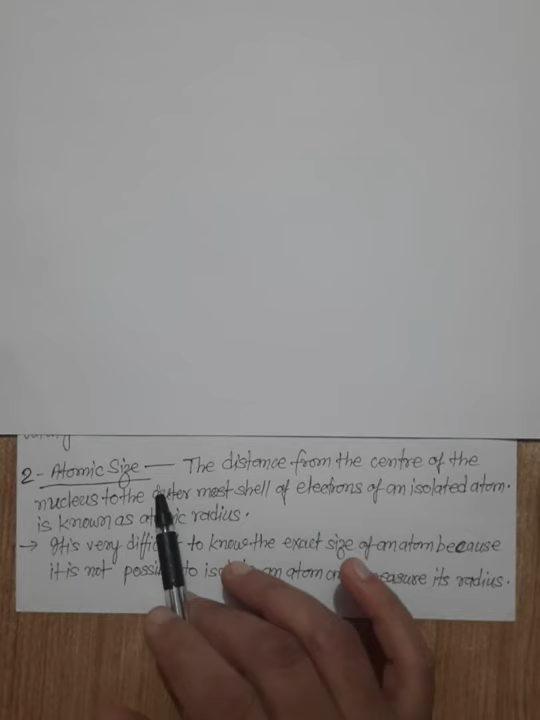 2- Atomic Size — The distance from the centre of the
nucleus to the outer most shell of electrons of an isolated atom.
is known as atomic radius.
→ It is very difficult to know the exact size of an atom because
it is not possible to isolate an atom and measure its radius.